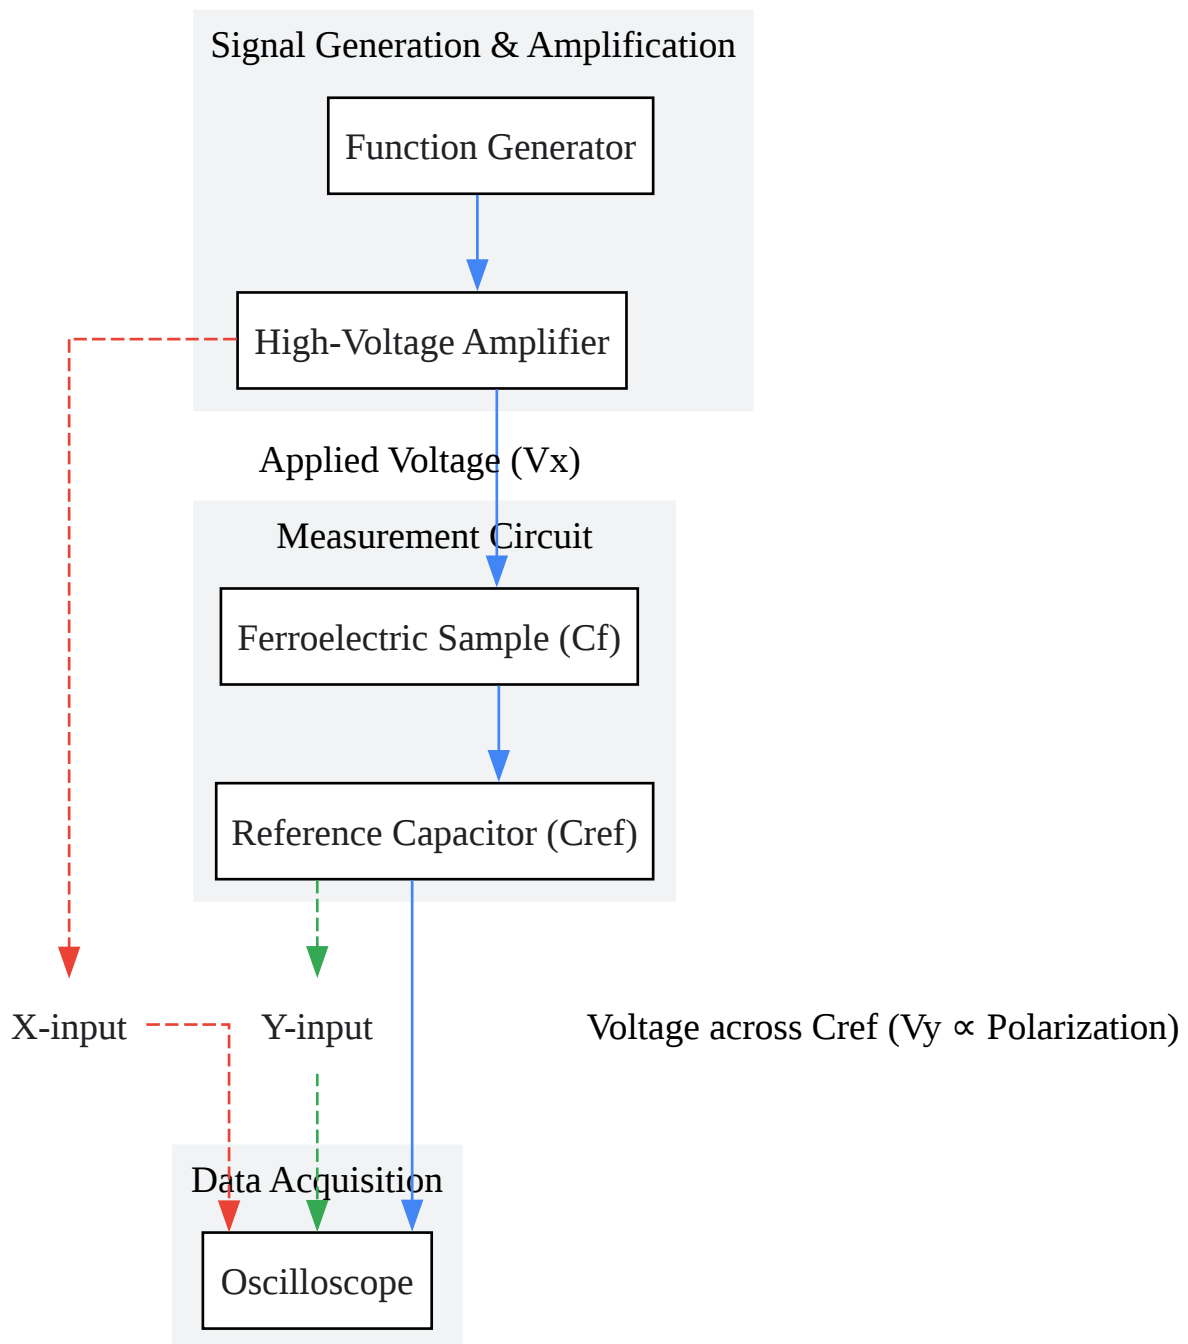 Signal Generation & Amplification
Function Generator
High-Voltage Amplifier
Applied Voltage (Vx)
Measurement Circuit
Ferroelectric Sample (Cf)
Reference Capacitor (Cref)
X-input
Y-input
Voltage across Cref (Vy ∝ Polarization)
Data Acquisition
Oscilloscope